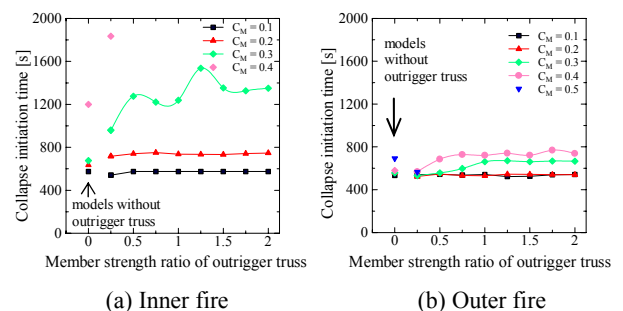 Collapse initiation time [s]
2000
1600
1200
800
400
0
C_M = 0.1
C_M = 0.2
C_M = 0.3
C_M = 0.4
models without
outrigger truss
0 0.5 1 1.5 2
Member strength ratio of outrigger truss
(a) Inner fire
Collapse initiation time [s]
2000
1600
1200
800
400
0
models
without
outrigger truss
C_M = 0.1
C_M = 0.2
C_M = 0.3
C_M = 0.4
C_M = 0.5
0 0.5 1 1.5 2
Member strength ratio of outrigger truss
(b) Outer fire